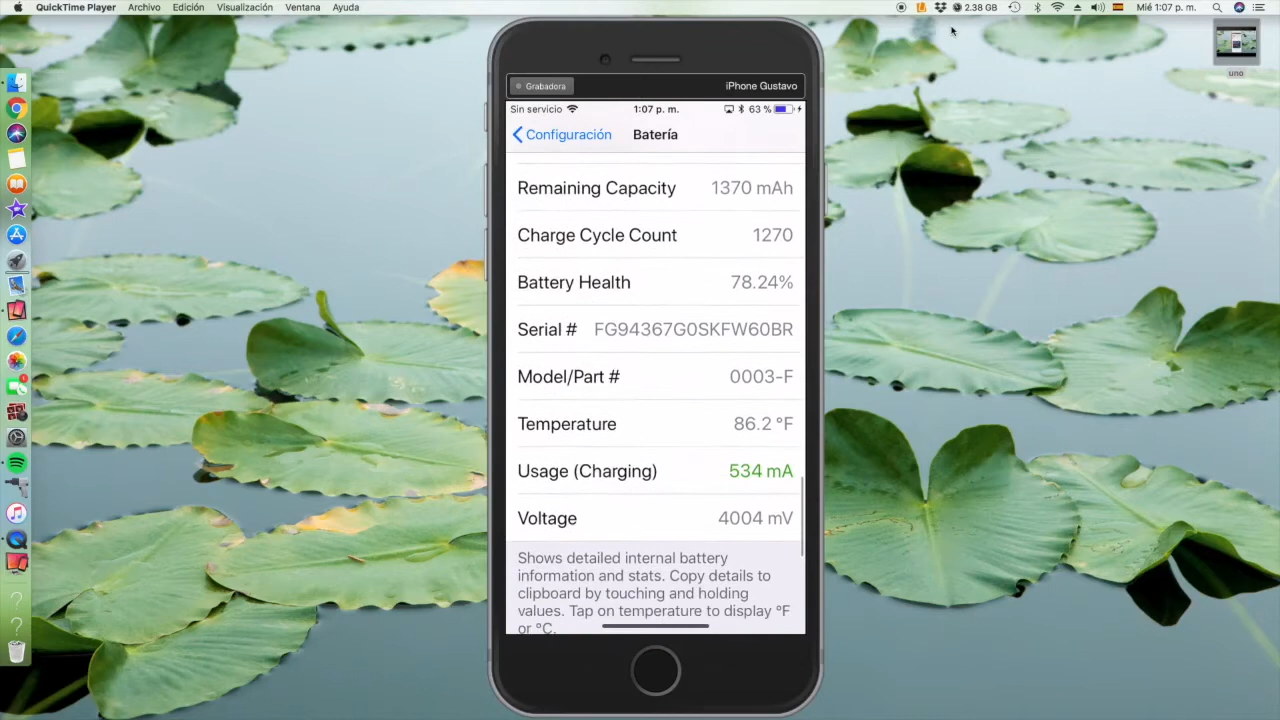 QuickTime Player Archivo Edición Visualización Ventana Ayuda 2.38 GB Mié 1:07 p. m.
uno
Grabadora iPhone Gustavo
Sin servicio 1:07 p. m. 63 %
Configuración Batería
Remaining Capacity 1370 mAh
Charge Cycle Count 1270
Battery Health 78.24%
Serial # FG94367G0SKFW60BR
Model/Part # 0003-F
Temperature 86.2 °F
Usage (Charging) 534 mA
Voltage 4004 mV
Shows detailed internal battery
information and stats. Copy details to
clipboard by touching and holding
values. Tap on temperature to display °F
or °C.